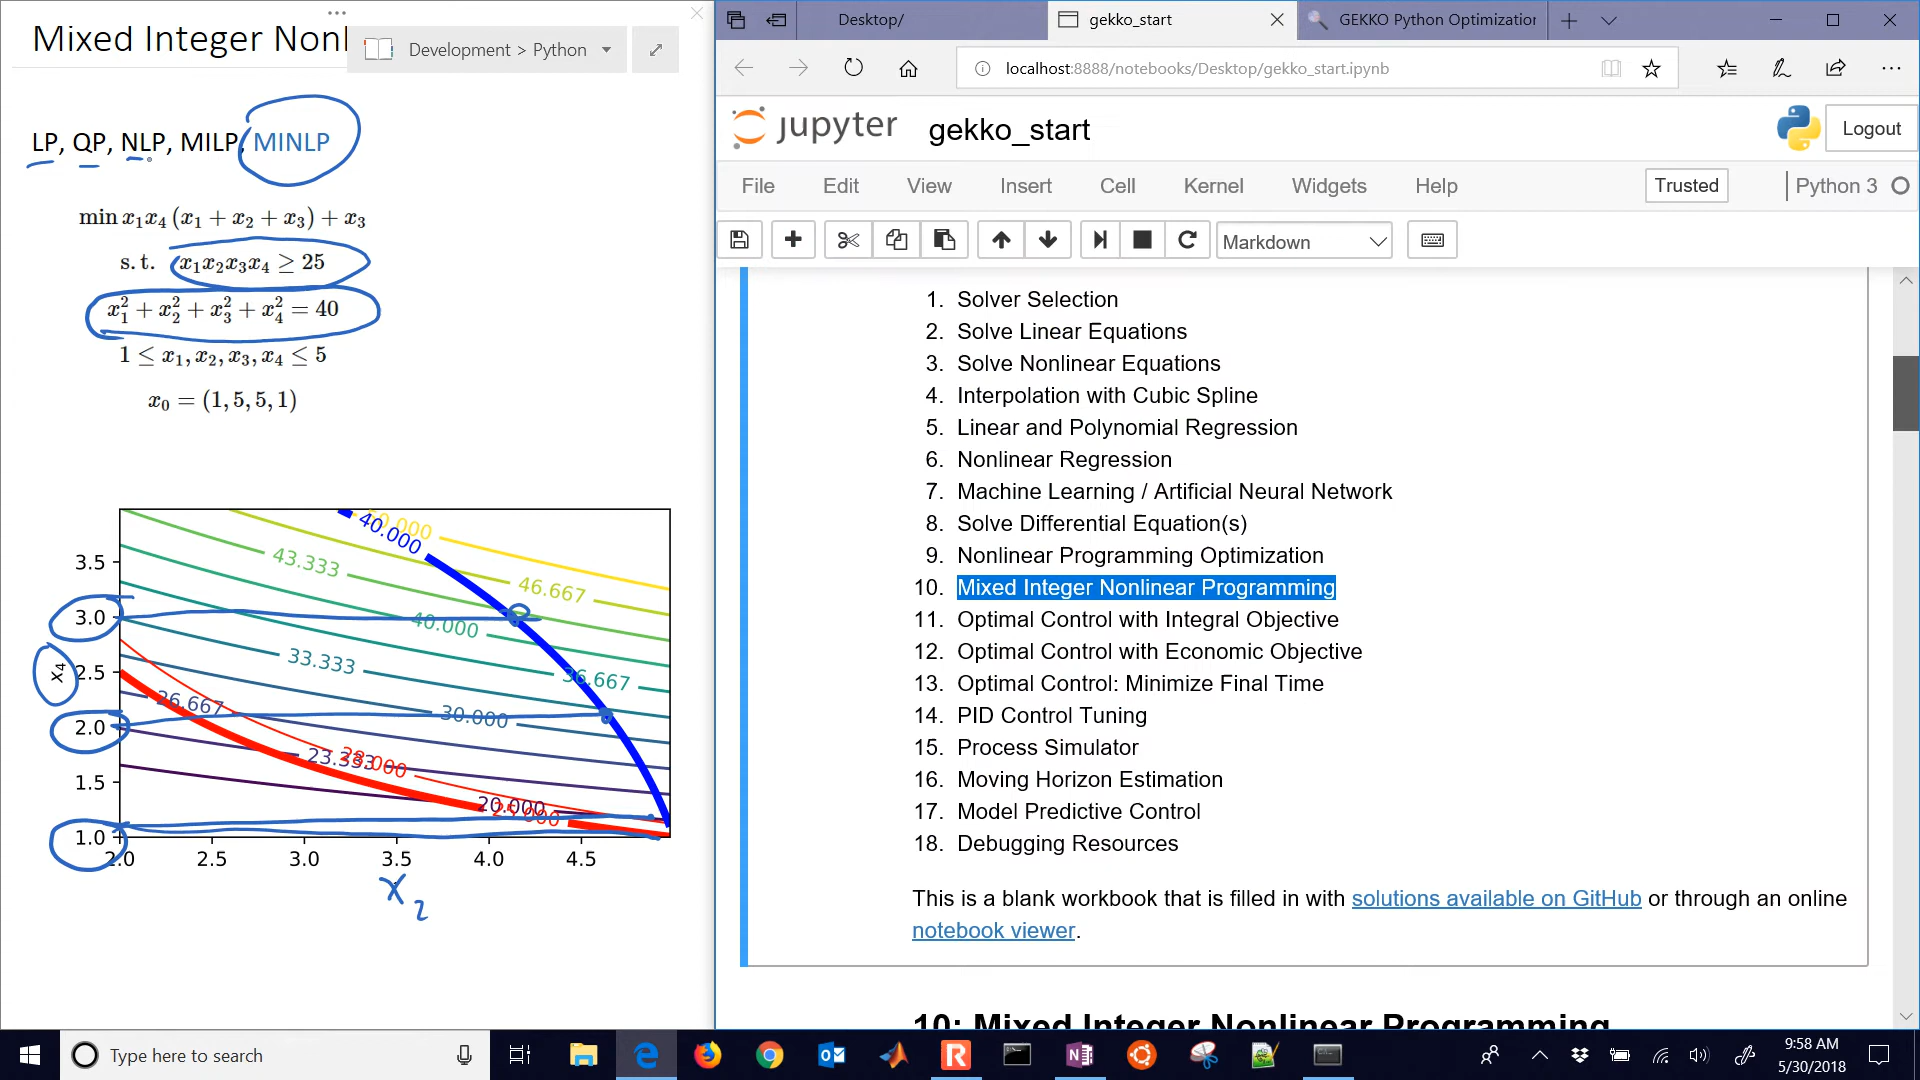 Mixed Integer Nonl
Development > Python
LP, QP, NLP, MILP, MINLP
min x₁x₄ (x₁ + x₂ + x₃) + x₃
s.t. x₁x₂x₃x₄ ≥ 25
x₁² + x₂² + x₃² + x₄² = 40
1 ≤ x₁, x₂, x₃, x₄ ≤ 5
x₀ = (1, 5, 5, 1)
40.000
50.000
43.333
46.667
40.000
33.333
36.667
26.667
30.000
23.333
28.000
20.000
25.000
3.5
3.0
2.5
2.0
1.5
1.0
x₄
2.0 2.5 3.0 3.5 4.0 4.5
x₂
Desktop/
gekko_start
GEKKO Python Optimization
localhost:8888/notebooks/Desktop/gekko_start.ipynb
jupyter gekko_start
Logout
File Edit View Insert Cell Kernel Widgets Help
Trusted
Python 3
Markdown
1. Solver Selection
2. Solve Linear Equations
3. Solve Nonlinear Equations
4. Interpolation with Cubic Spline
5. Linear and Polynomial Regression
6. Nonlinear Regression
7. Machine Learning / Artificial Neural Network
8. Solve Differential Equation(s)
9. Nonlinear Programming Optimization
10. Mixed Integer Nonlinear Programming
11. Optimal Control with Integral Objective
12. Optimal Control with Economic Objective
13. Optimal Control: Minimize Final Time
14. PID Control Tuning
15. Process Simulator
16. Moving Horizon Estimation
17. Model Predictive Control
18. Debugging Resources
This is a blank workbook that is filled in with solutions available on GitHub or through an online
notebook viewer.
10: Mixed Integer Nonlinear Programming
Type here to search
9:58 AM
5/30/2018